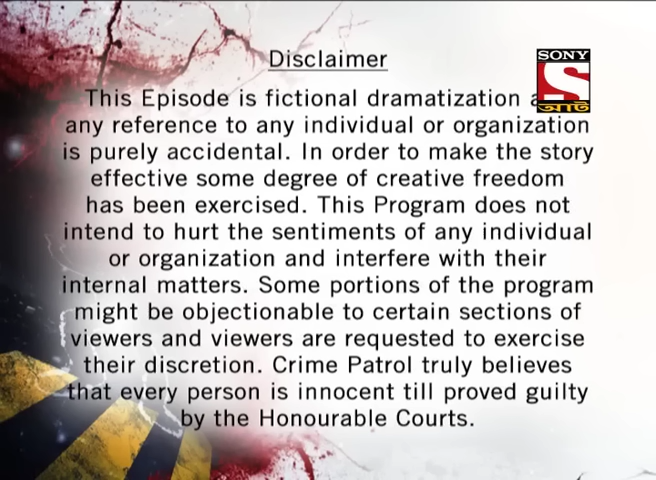 Disclaimer
SONY
S
আট
This Episode is fictional dramatization
any reference to any individual or organization
is purely accidental. In order to make the story
effective some degree of creative freedom
has been exercised. This Program does not
intend to hurt the sentiments of any individual
or organization and interfere with their
internal matters. Some portions of the program
might be objectionable to certain sections of
viewers and viewers are requested to exercise
their discretion. Crime Patrol truly believes
that every person is innocent till proved guilty
by the Honourable Courts.